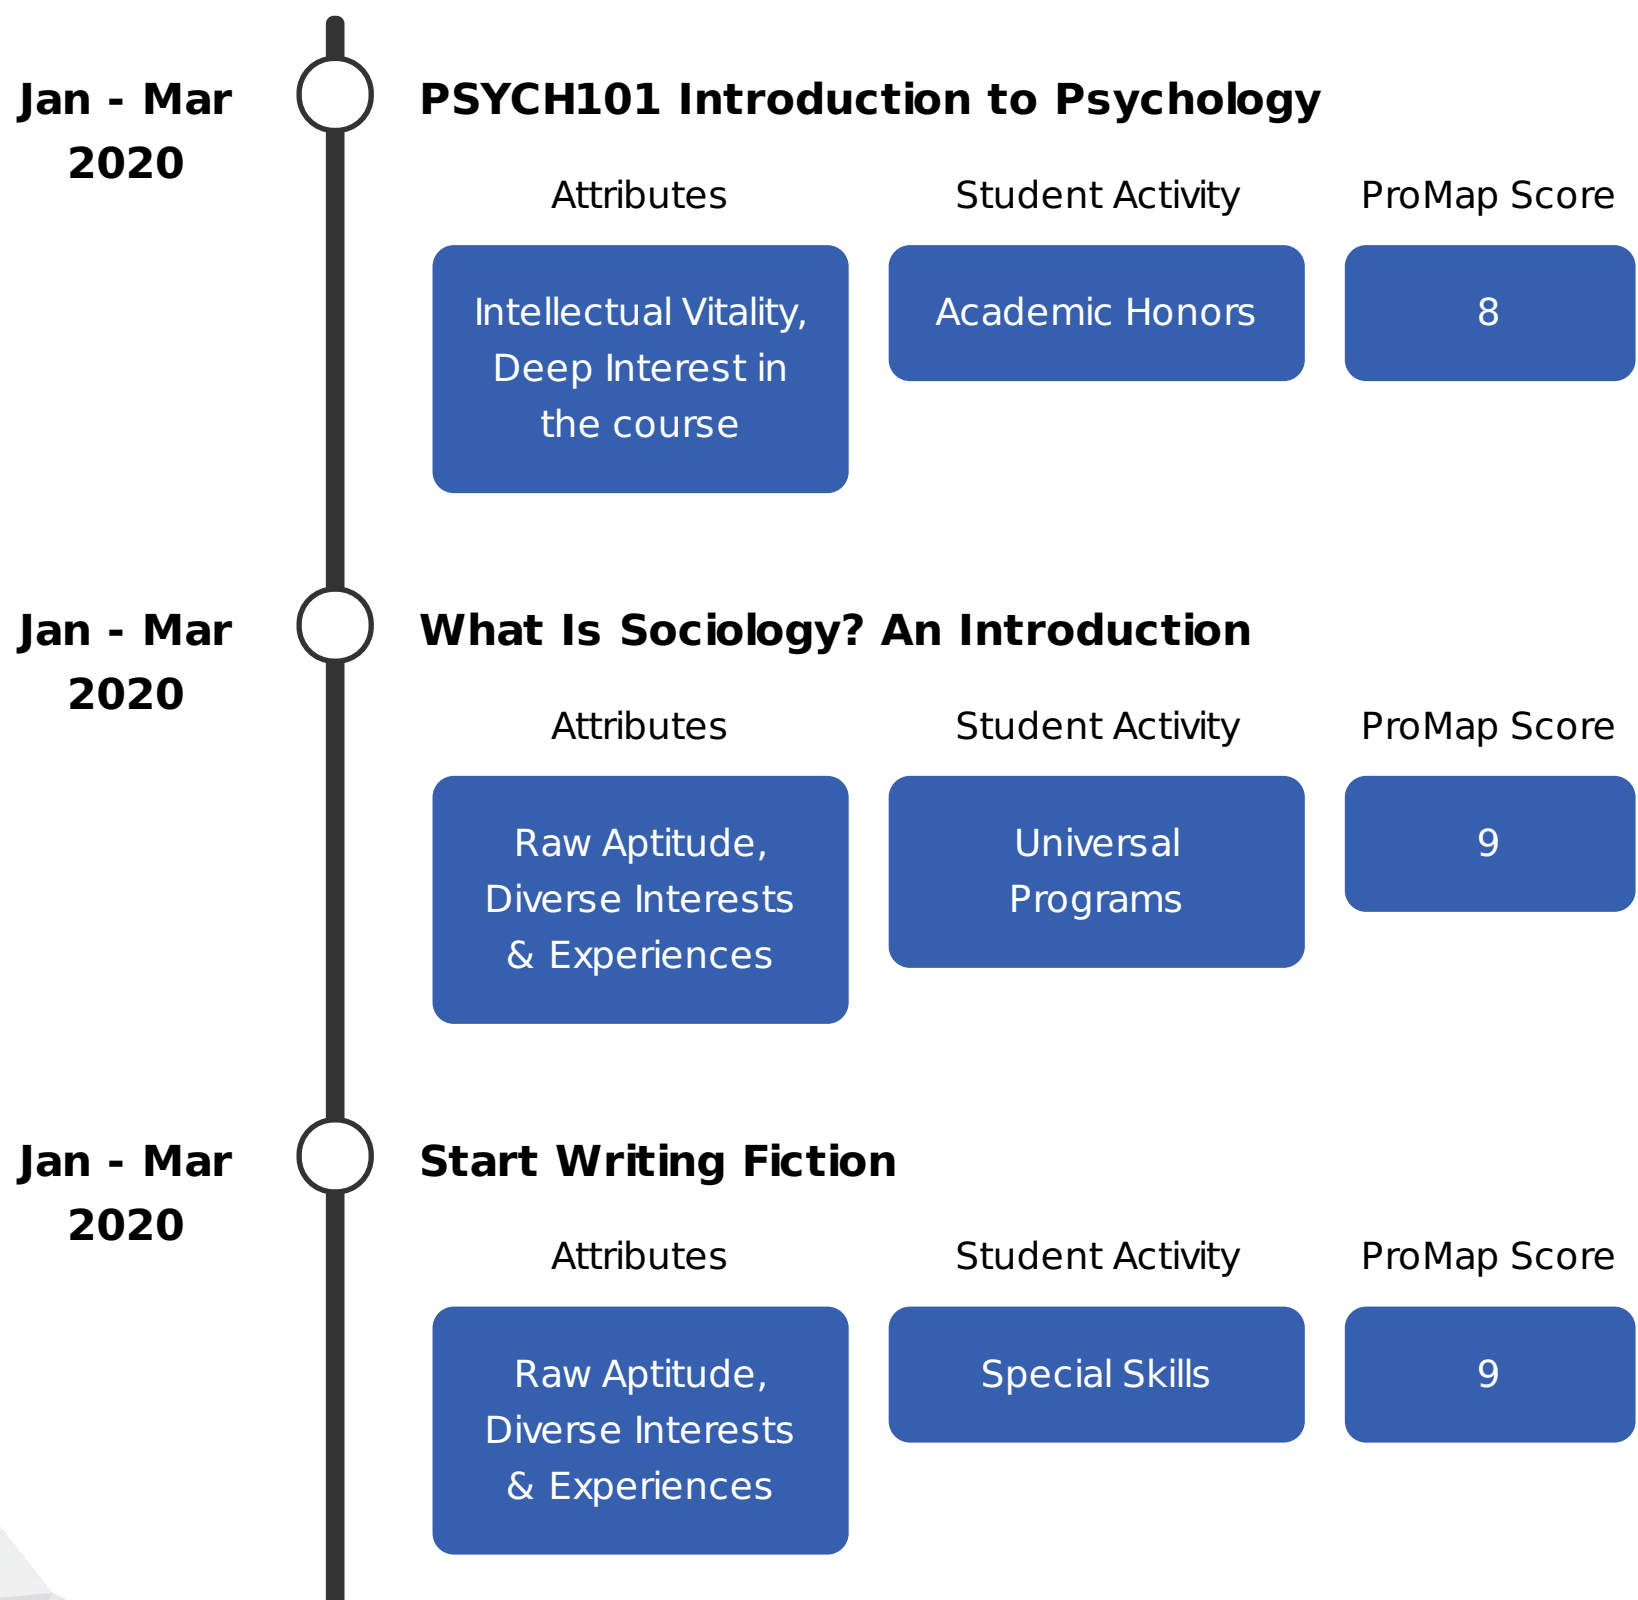 Jan - Mar
2020
PSYCH101 Introduction to Psychology
Attributes
Student Activity
ProMap Score
Intellectual Vitality,
Deep Interest in
the course
Academic Honors
8
Jan - Mar
2020
What Is Sociology? An Introduction
Attributes
Student Activity
ProMap Score
Raw Aptitude,
Diverse Interests
& Experiences
Universal
Programs
9
Jan - Mar
2020
Start Writing Fiction
Attributes
Student Activity
ProMap Score
Raw Aptitude,
Diverse Interests
& Experiences
Special Skills
9